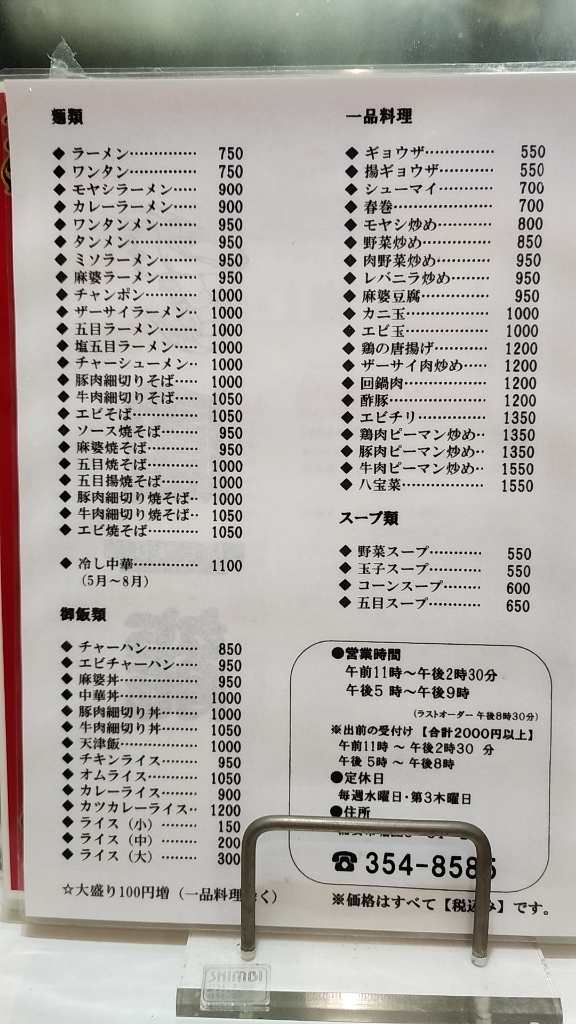 麺類
◆ ラーメン・・・・・・・・・・・・・ 750
◆ ワンタン・・・・・・・・・・・・・ 750
◆ モヤシラーメン・・・・・・ 900
◆ カレーラーメン・・・・・・ 900
◆ ワンタンメン・・・・・・・・ 950
◆ タンメン・・・・・・・・・・・・・ 950
◆ ミソラーメン・・・・・・・・ 950
◆ 麻婆ラーメン・・・・・・・・ 950
◆ チャンポン・・・・・・・・・・ 1000
◆ ザーサイラーメン・・ 1000
◆ 五目ラーメン・・・・・・・・ 1000
◆ 塩五目ラーメン・・・・・ 1000
◆ チャーシューメン・・・ 1000
◆ 豚肉細切りそば・・・・・ 1000
◆ 牛肉細切りそば・・・・・ 1050
◆ エビそば・・・・・・・・・・・・ 1050
◆ ソース焼そば・・・・・・・ 950
◆ 麻婆焼そば・・・・・・・・・ 950
◆ 五目焼そば・・・・・・・・・ 1000
◆ 五目揚焼そば・・・・・・・ 1000
◆ 豚肉細切り焼そば・・ 1000
◆ 牛肉細切り焼そば・・ 1050
◆ エビ焼そば・・・・・・・・・ 1050
◆ 冷し中華・・・・・・・・・・・・ 1100
(5月～8月)
御飯類
◆ チャーハン・・・・・・・・・ 850
◆ エビチャーハン・・・・・ 950
◆ 麻婆丼・・・・・・・・・・・・・ 950
◆ 中華丼・・・・・・・・・・・・・ 1000
◆ 豚肉細切り丼・・・・・・・ 1000
◆ 牛肉細切り丼・・・・・・・ 1050
◆ 天津飯・・・・・・・・・・・・・ 1000
◆ チキンライス・・・・・・・ 950
◆ オムライス・・・・・・・・・ 1050
◆ カレーライス・・・・・・・ 900
◆ カツカレーライス・・ 1200
◆ ライス（小）・・・・・・・・ 150
◆ ライス（中）・・・・・・・・ 200
◆ ライス（大）・・・・・・・・ 300
☆大盛り100円増（一品料理 く）
一品料理
◆ ギョウザ・・・・・・・・・・・・ 550
◆ 揚ギョウザ・・・・・・・・・ 550
◆ シューマイ・・・・・・・・・ 700
◆ 春巻・・・・・・・・・・・・・・・・ 700
◆ モヤシ炒め・・・・・・・・・ 800
◆ 野菜炒め・・・・・・・・・・・ 850
◆ 肉野菜炒め・・・・・・・・・ 950
◆ レバニラ炒め・・・・・・・ 950
◆ 麻婆豆腐・・・・・・・・・・・ 950
◆ カニ玉・・・・・・・・・・・・・ 1000
◆ エビ玉・・・・・・・・・・・・・ 1000
◆ 鶏の唐揚げ・・・・・・・・・ 1200
◆ ザーサイ肉炒め・・・・ 1200
◆ 回鍋肉・・・・・・・・・・・・・ 1200
◆ 酢豚・・・・・・・・・・・・・・・ 1200
◆ エビチリ・・・・・・・・・・・ 1350
◆ 鶏肉ピーマン炒め・・ 1350
◆ 豚肉ピーマン炒め・・ 1350
◆ 牛肉ピーマン炒め・・ 1550
◆ 八宝菜・・・・・・・・・・・・・ 1550
スープ類
◆ 野菜スープ・・・・・・・・・ 550
◆ 玉子スープ・・・・・・・・・ 550
◆ コーンスープ・・・・・・・ 600
◆ 五目スープ・・・・・・・・・ 650
●営業時間
午前11時～午後2時30分
午後5時～午後9時
(ラストオーダー 午後8時30分)
※出前の受付け【合計2000円以上】
午前11時 ～ 午後2時30 分
午後 5時 ～ 午後8時
●定休日
毎週水曜日・第3木曜日
●住所
☎ 354-8585
※価格はすべて【税込み】です。
SHIMBI